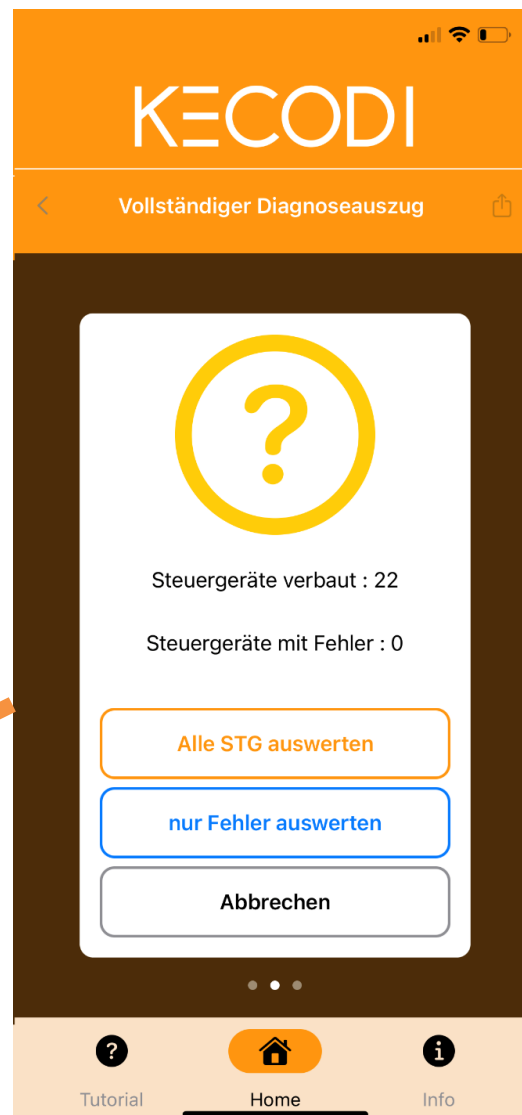 KECODI
Vollständiger Diagnoseauszug
?
Steuergeräte verbaut : 22
Steuergeräte mit Fehler : 0
Alle STG auswerten
nur Fehler auswerten
Abbrechen
Tutorial Home Info